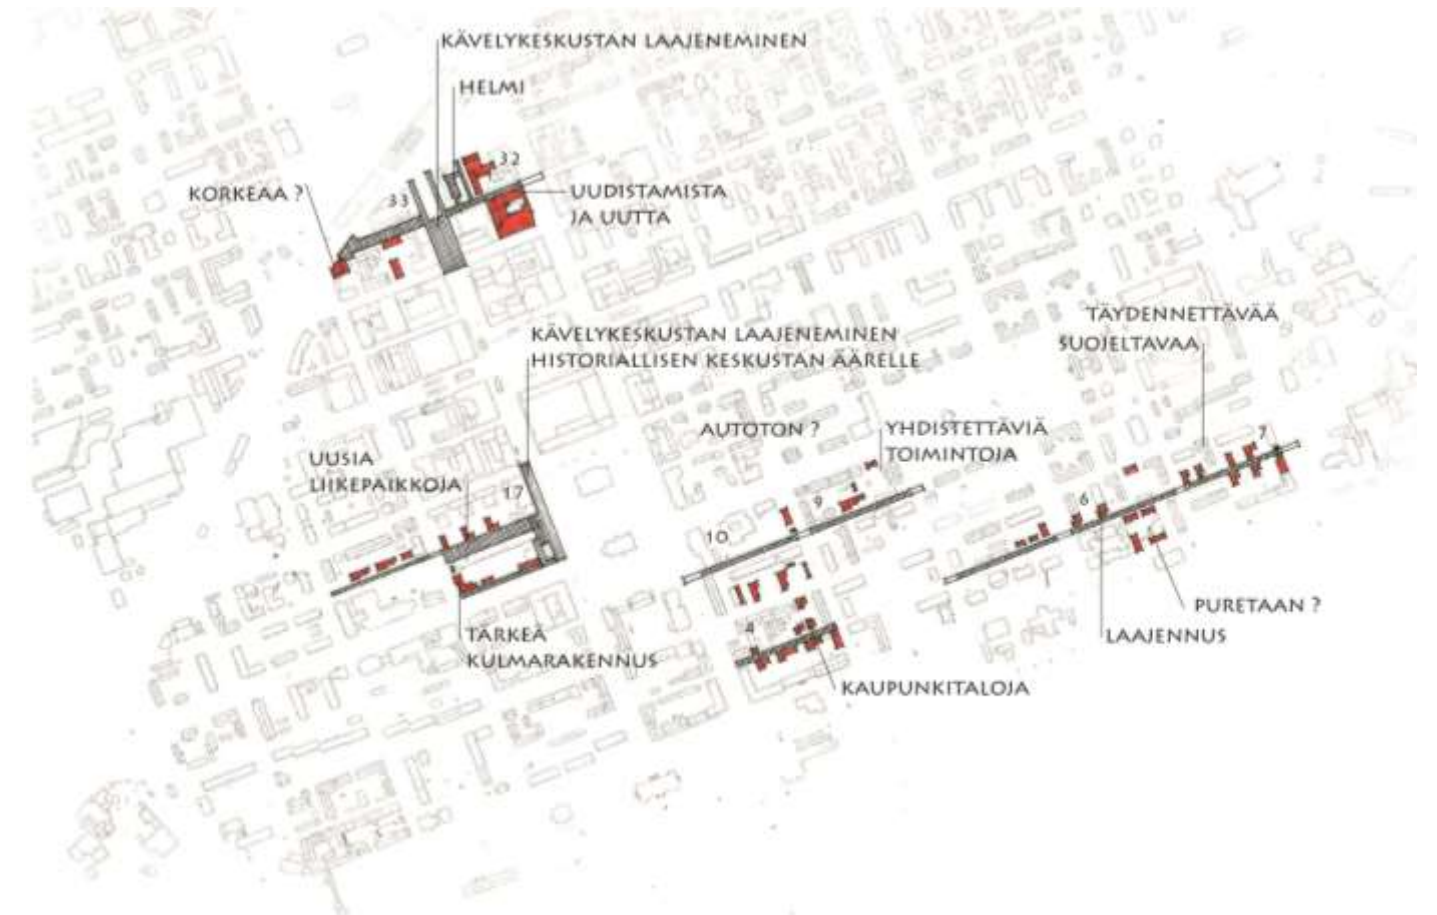 KÄVELYKESKUSTAN LAAJENEMINEN
HELMI
32
KORKEAA ?
33
UUDISTAMISTA
JA UUTTA
KÄVELYKESKUSTAN LAAJENEMINEN
HISTORIALLISEN KESKUSTAN ÄÄRELLE
TÄYDENNETTÄVÄÄ
SUOJELTAVAA
AUTOTON ?
YHDISTETTÄVIÄ
TOIMINTOJA
7
UUSIA
LIIKEPAIKKOJA
17
9
6
10
PURETAAN ?
4
TÄRKEÄ
KULMARAKENNUS
LAAJENNUS
KAUPUNKITALOJA